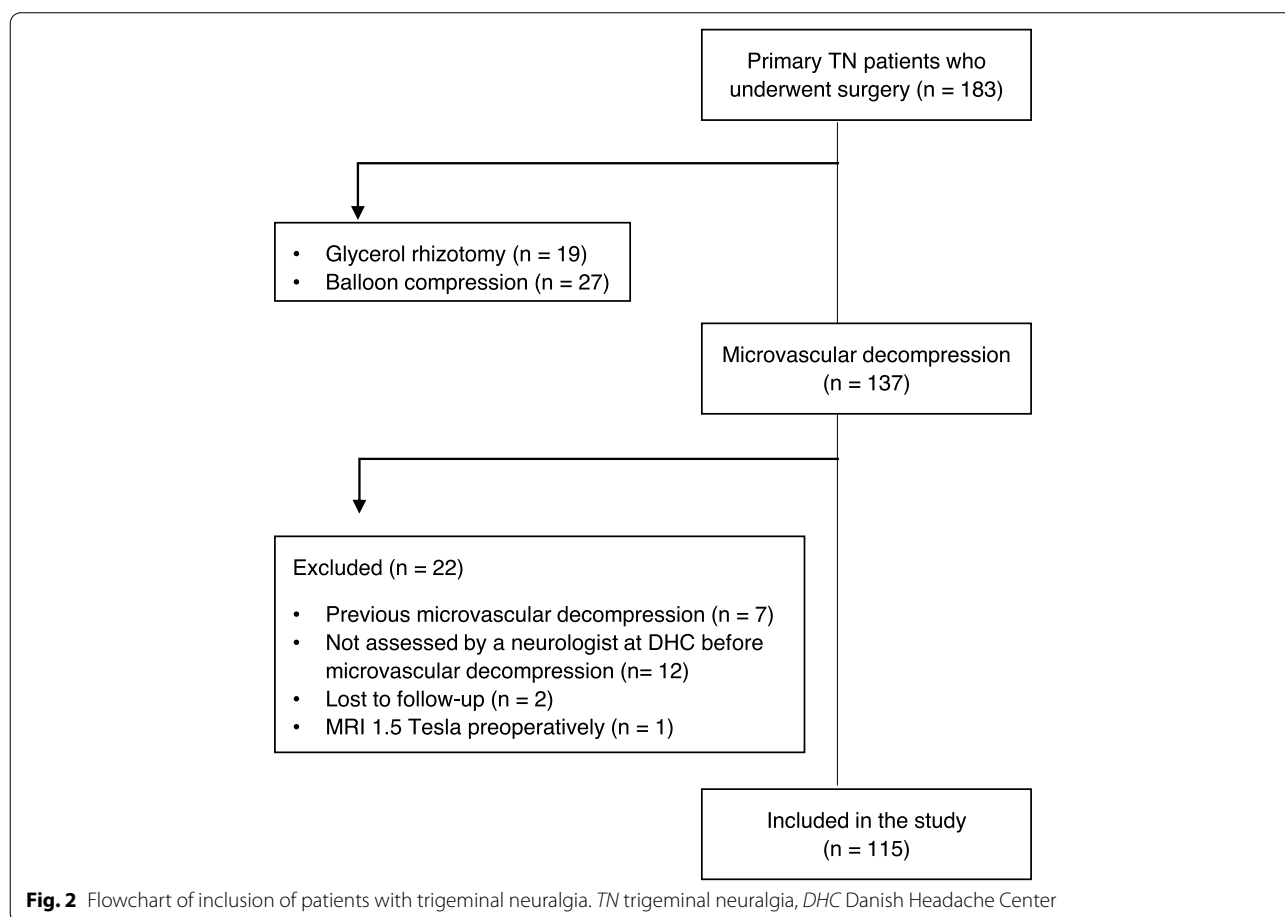 Primary TN patients who
underwent surgery (n = 183)
• Glycerol rhizotomy (n = 19)
• Balloon compression (n = 27)
Microvascular decompression
(n = 137)
Excluded (n = 22)
• Previous microvascular decompression (n = 7)
• Not assessed by a neurologist at DHC before
microvascular decompression (n= 12)
• Lost to follow-up (n = 2)
• MRI 1.5 Tesla preoperatively (n = 1)
Included in the study
(n = 115)
Fig. 2 Flowchart of inclusion of patients with trigeminal neuralgia. TN trigeminal neuralgia, DHC Danish Headache Center